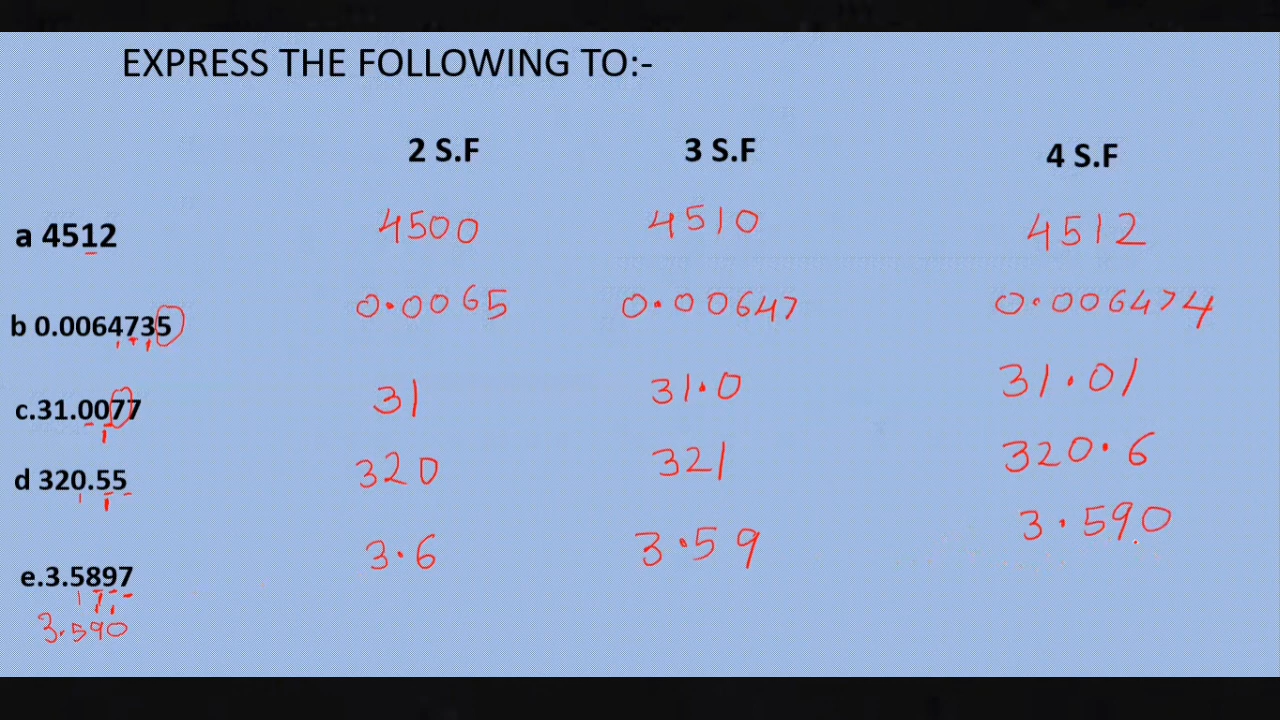 EXPRESS THE FOLLOWING TO:-
2 S.F 3 S.F 4 S.F
a 4512 4500 4510 4512
b 0.0064735 0.0065 0.00647 0.006474
c.31.0077 31 31.0 31.01
d 320.55 320 321 320.6
e.3.5897 3.6 3.59 3.590
3.590